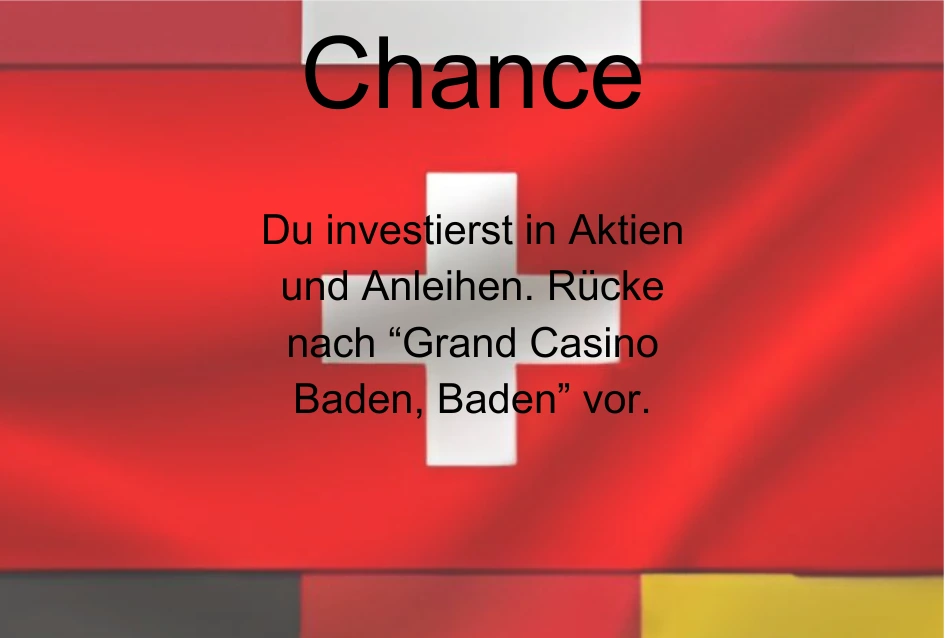 Chance
Du investierst in Aktien
und Anleihen. Rücke
nach “Grand Casino
Baden, Baden” vor.